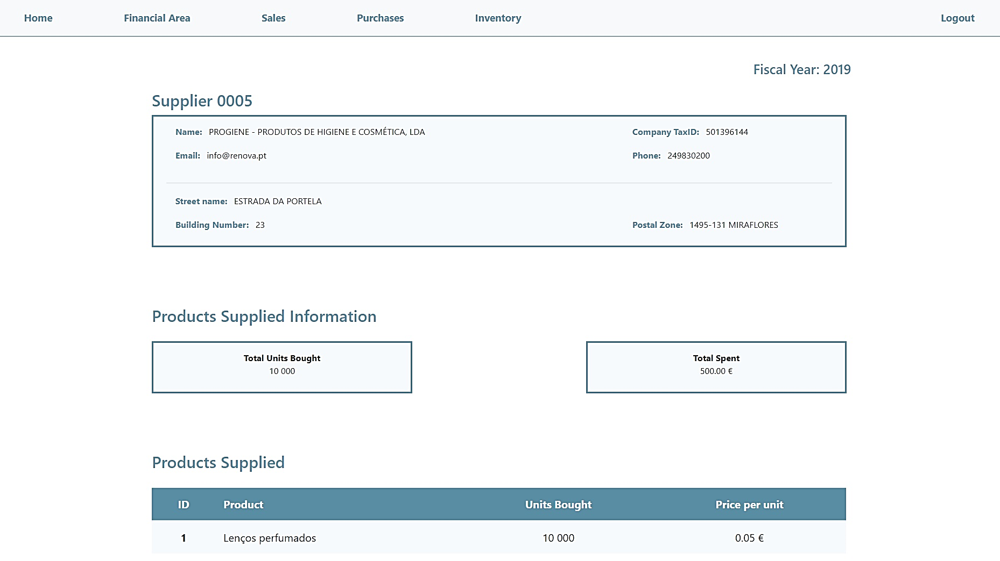 Home Financial Area Sales Purchases Inventory Logout
Fiscal Year: 2019
Supplier 0005
Name: PROGIENE - PRODUTOS DE HIGIENE E COSMÉTICA, LDA Company TaxID: 501396144
Email: info@renova.pt Phone: 249830200
Street name: ESTRADA DA PORTELA
Building Number: 23 Postal Zone: 1495-131 MIRAFLORES
Products Supplied Information
Total Units Bought Total Spent
10 000 500.00 €
Products Supplied
ID Product Units Bought Price per unit
1 Lenços perfumados 10 000 0.05 €